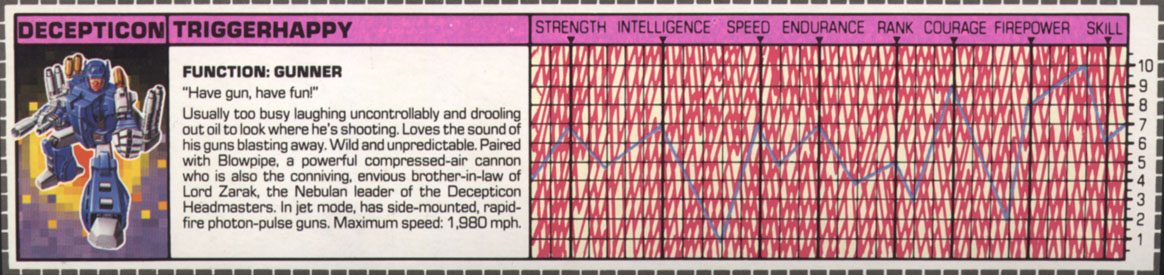 DECEPTICON TRIGGERHAPPY
FUNCTION: GUNNER
“Have gun, have fun!”
Usually too busy laughing uncontrollably and drooling
out oil to look where he's shooting. Loves the sound of
his guns blasting away. Wild and unpredictable. Paired
with Blowpipe, a powerful compressed-air cannon
who is also the conniving, envious brother-in-law of
Lord Zarak, the Nebulan leader of the Decepticon
Headmasters. In jet mode, has side-mounted, rapid-
fire photon-pulse guns. Maximum speed: 1,980 mph.
STRENGTH INTELLIGENCE SPEED ENDURANCE RANK COURAGE FIREPOWER SKILL
10
9
8
7
6
5
4
3
2
1